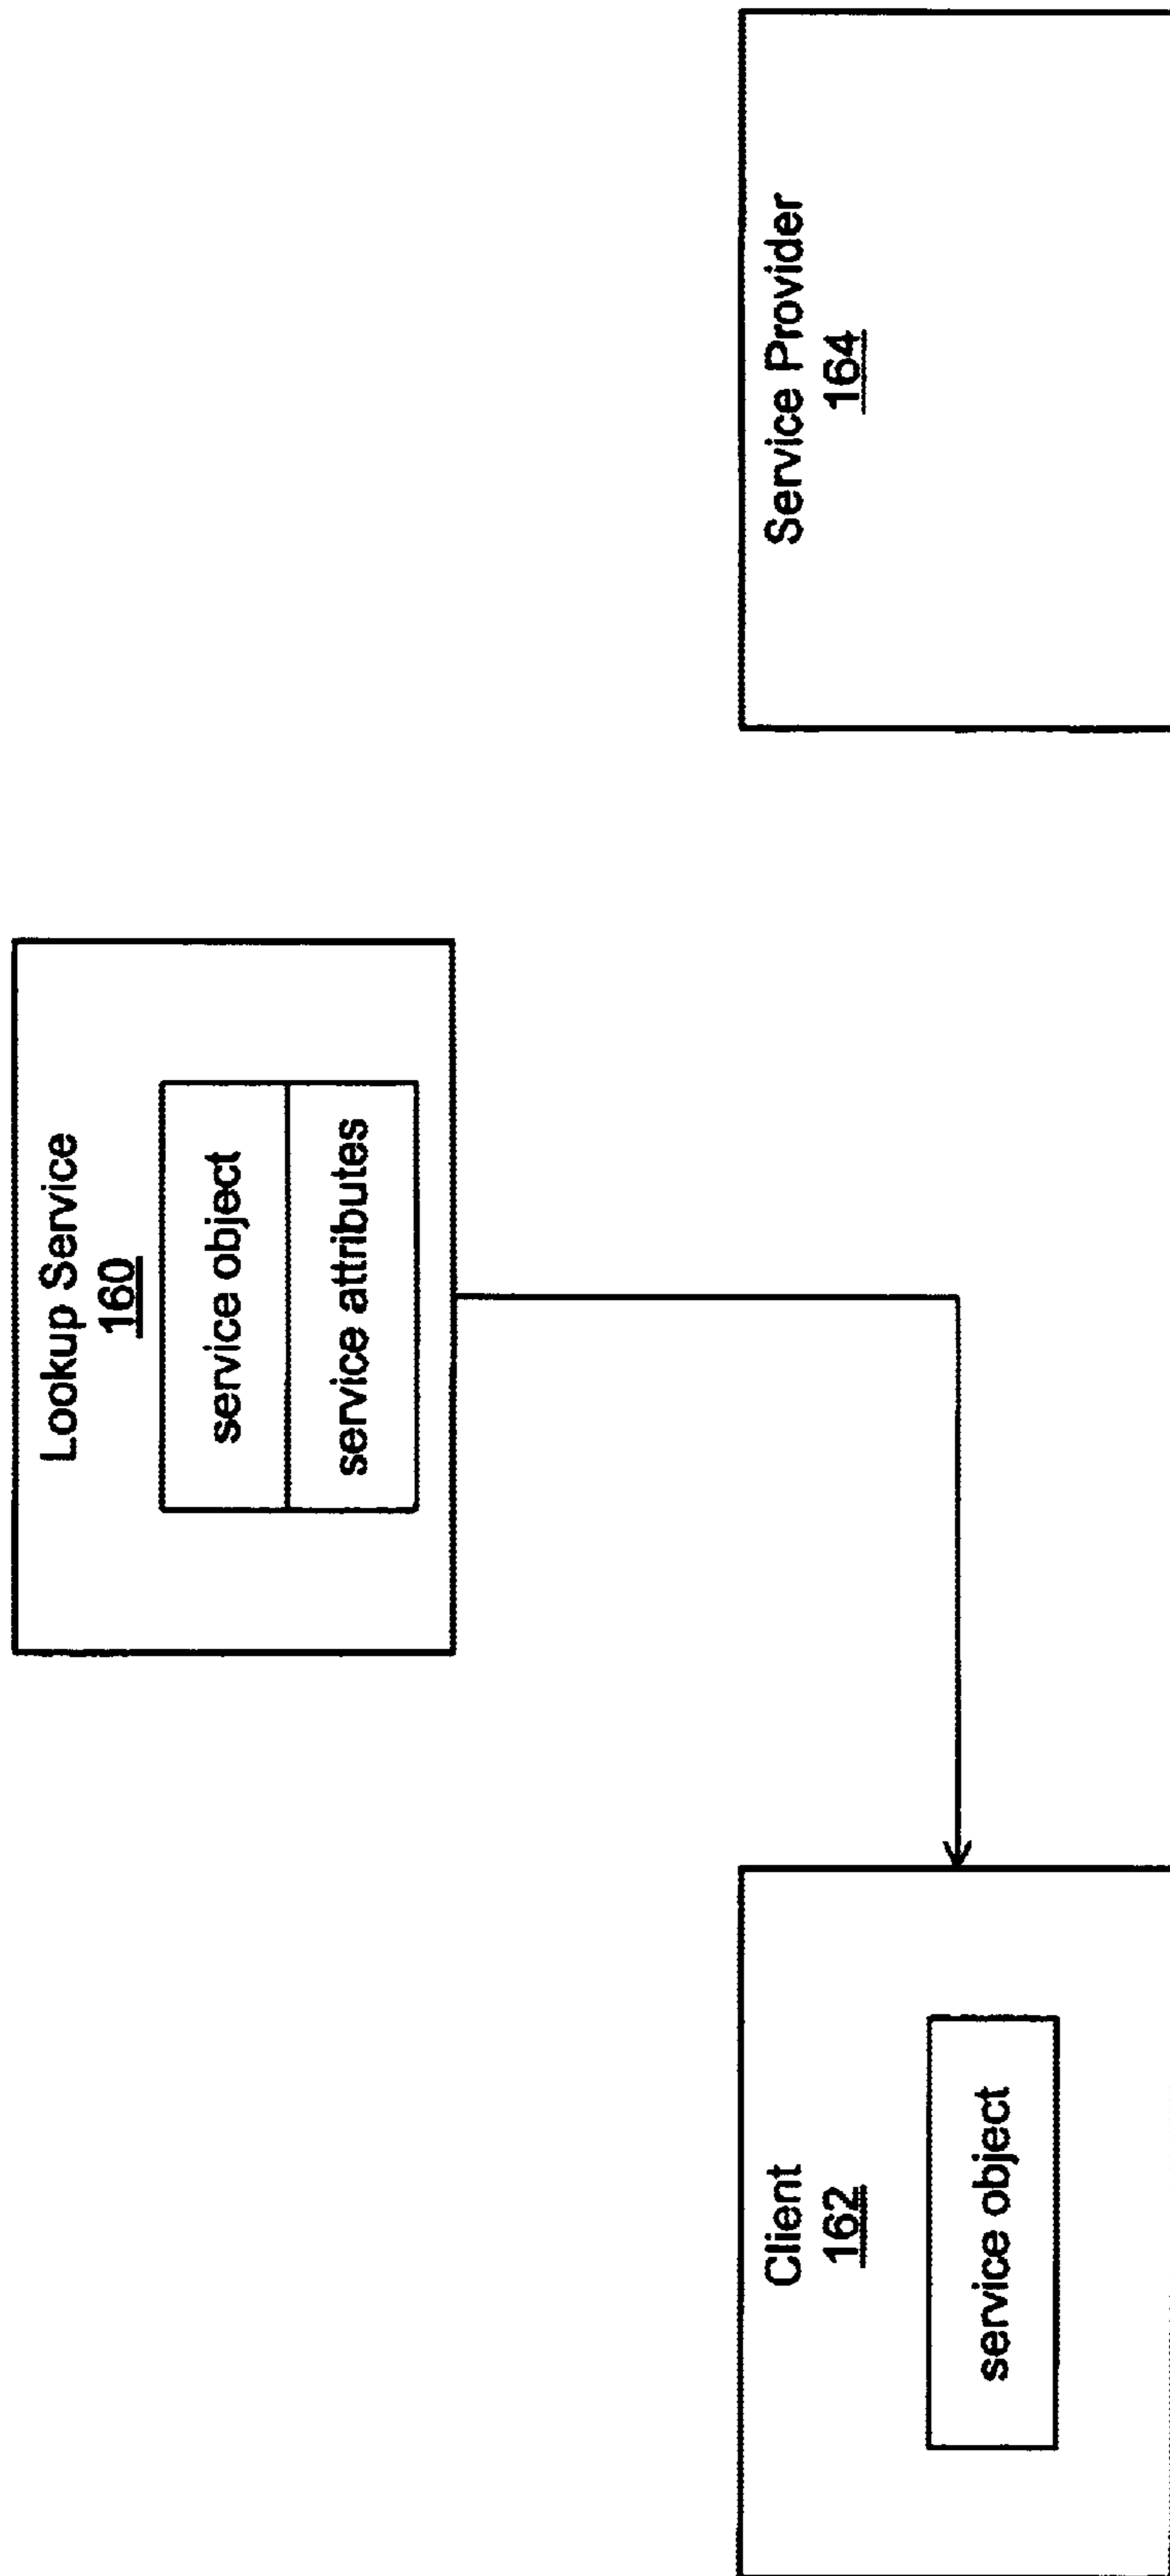 Lookup Service
160
service object
service attributes
Client
162
service object
Service Provider
164